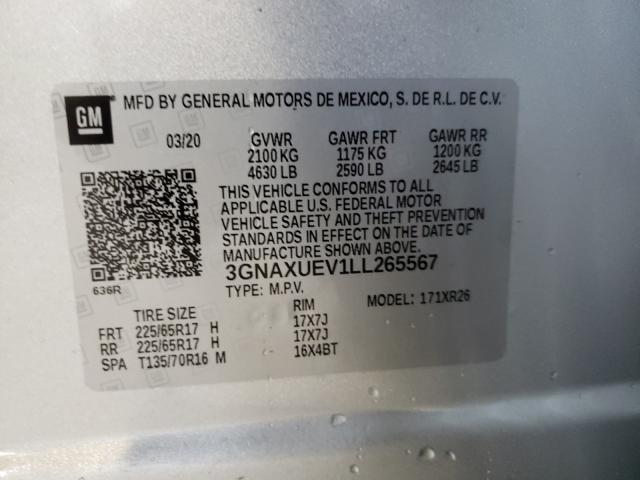 GM MFD BY GENERAL MOTORS DE MEXICO, S. DE R.L. DE C.V.
03/20 GVWR GAWR FRT GAWR RR
2100 KG 1175 KG 1200 KG
4630 LB 2590 LB 2645 LB
THIS VEHICLE CONFORMS TO ALL
APPLICABLE U.S. FEDERAL MOTOR
VEHICLE SAFETY AND THEFT PREVENTION
STANDARDS IN EFFECT ON THE DATE OF
MANUFACTURE SHOWN ABOVE.
3GNAXUEV1LL265567
636R TYPE: M.P.V. MODEL: 171XR26
TIRE SIZE RIM
FRT 225/65R17 H 17X7J
RR 225/65R17 H 17X7J
SPA T135/70R16 M 16X4BT